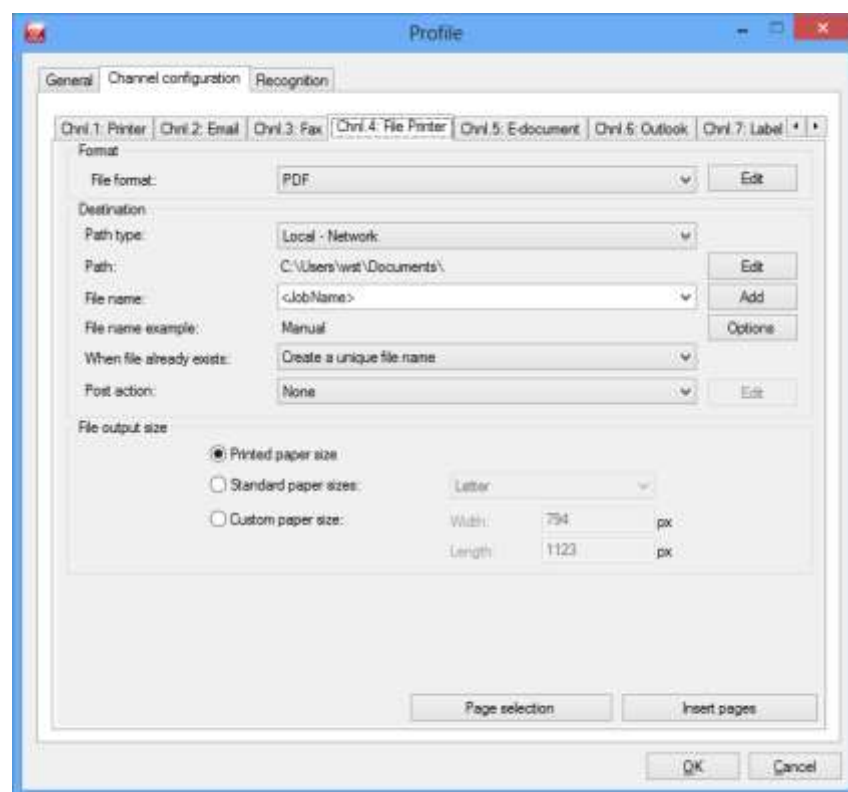 Profile
General Channel configuration Recognition
Chnl.1: Printer Chnl.2: Email Chnl.3: Fax Chnl.4: File Printer Chnl.5: E-document Chnl.6: Outlook Chnl.7: Label
Format
File format: PDF Edit
Destination
Path type: Local - Network
Path: C:\Users\wst\Documents\ Edit
File name: <JobName> Add
File name example: Manual Options
When file already exists: Create a unique file name
Post action: None Edit
File output size
Printed paper size
Standard paper sizes: Letter
Custom paper size: Width: 794 px
Length: 1123 px
Page selection Insert pages
OK Cancel